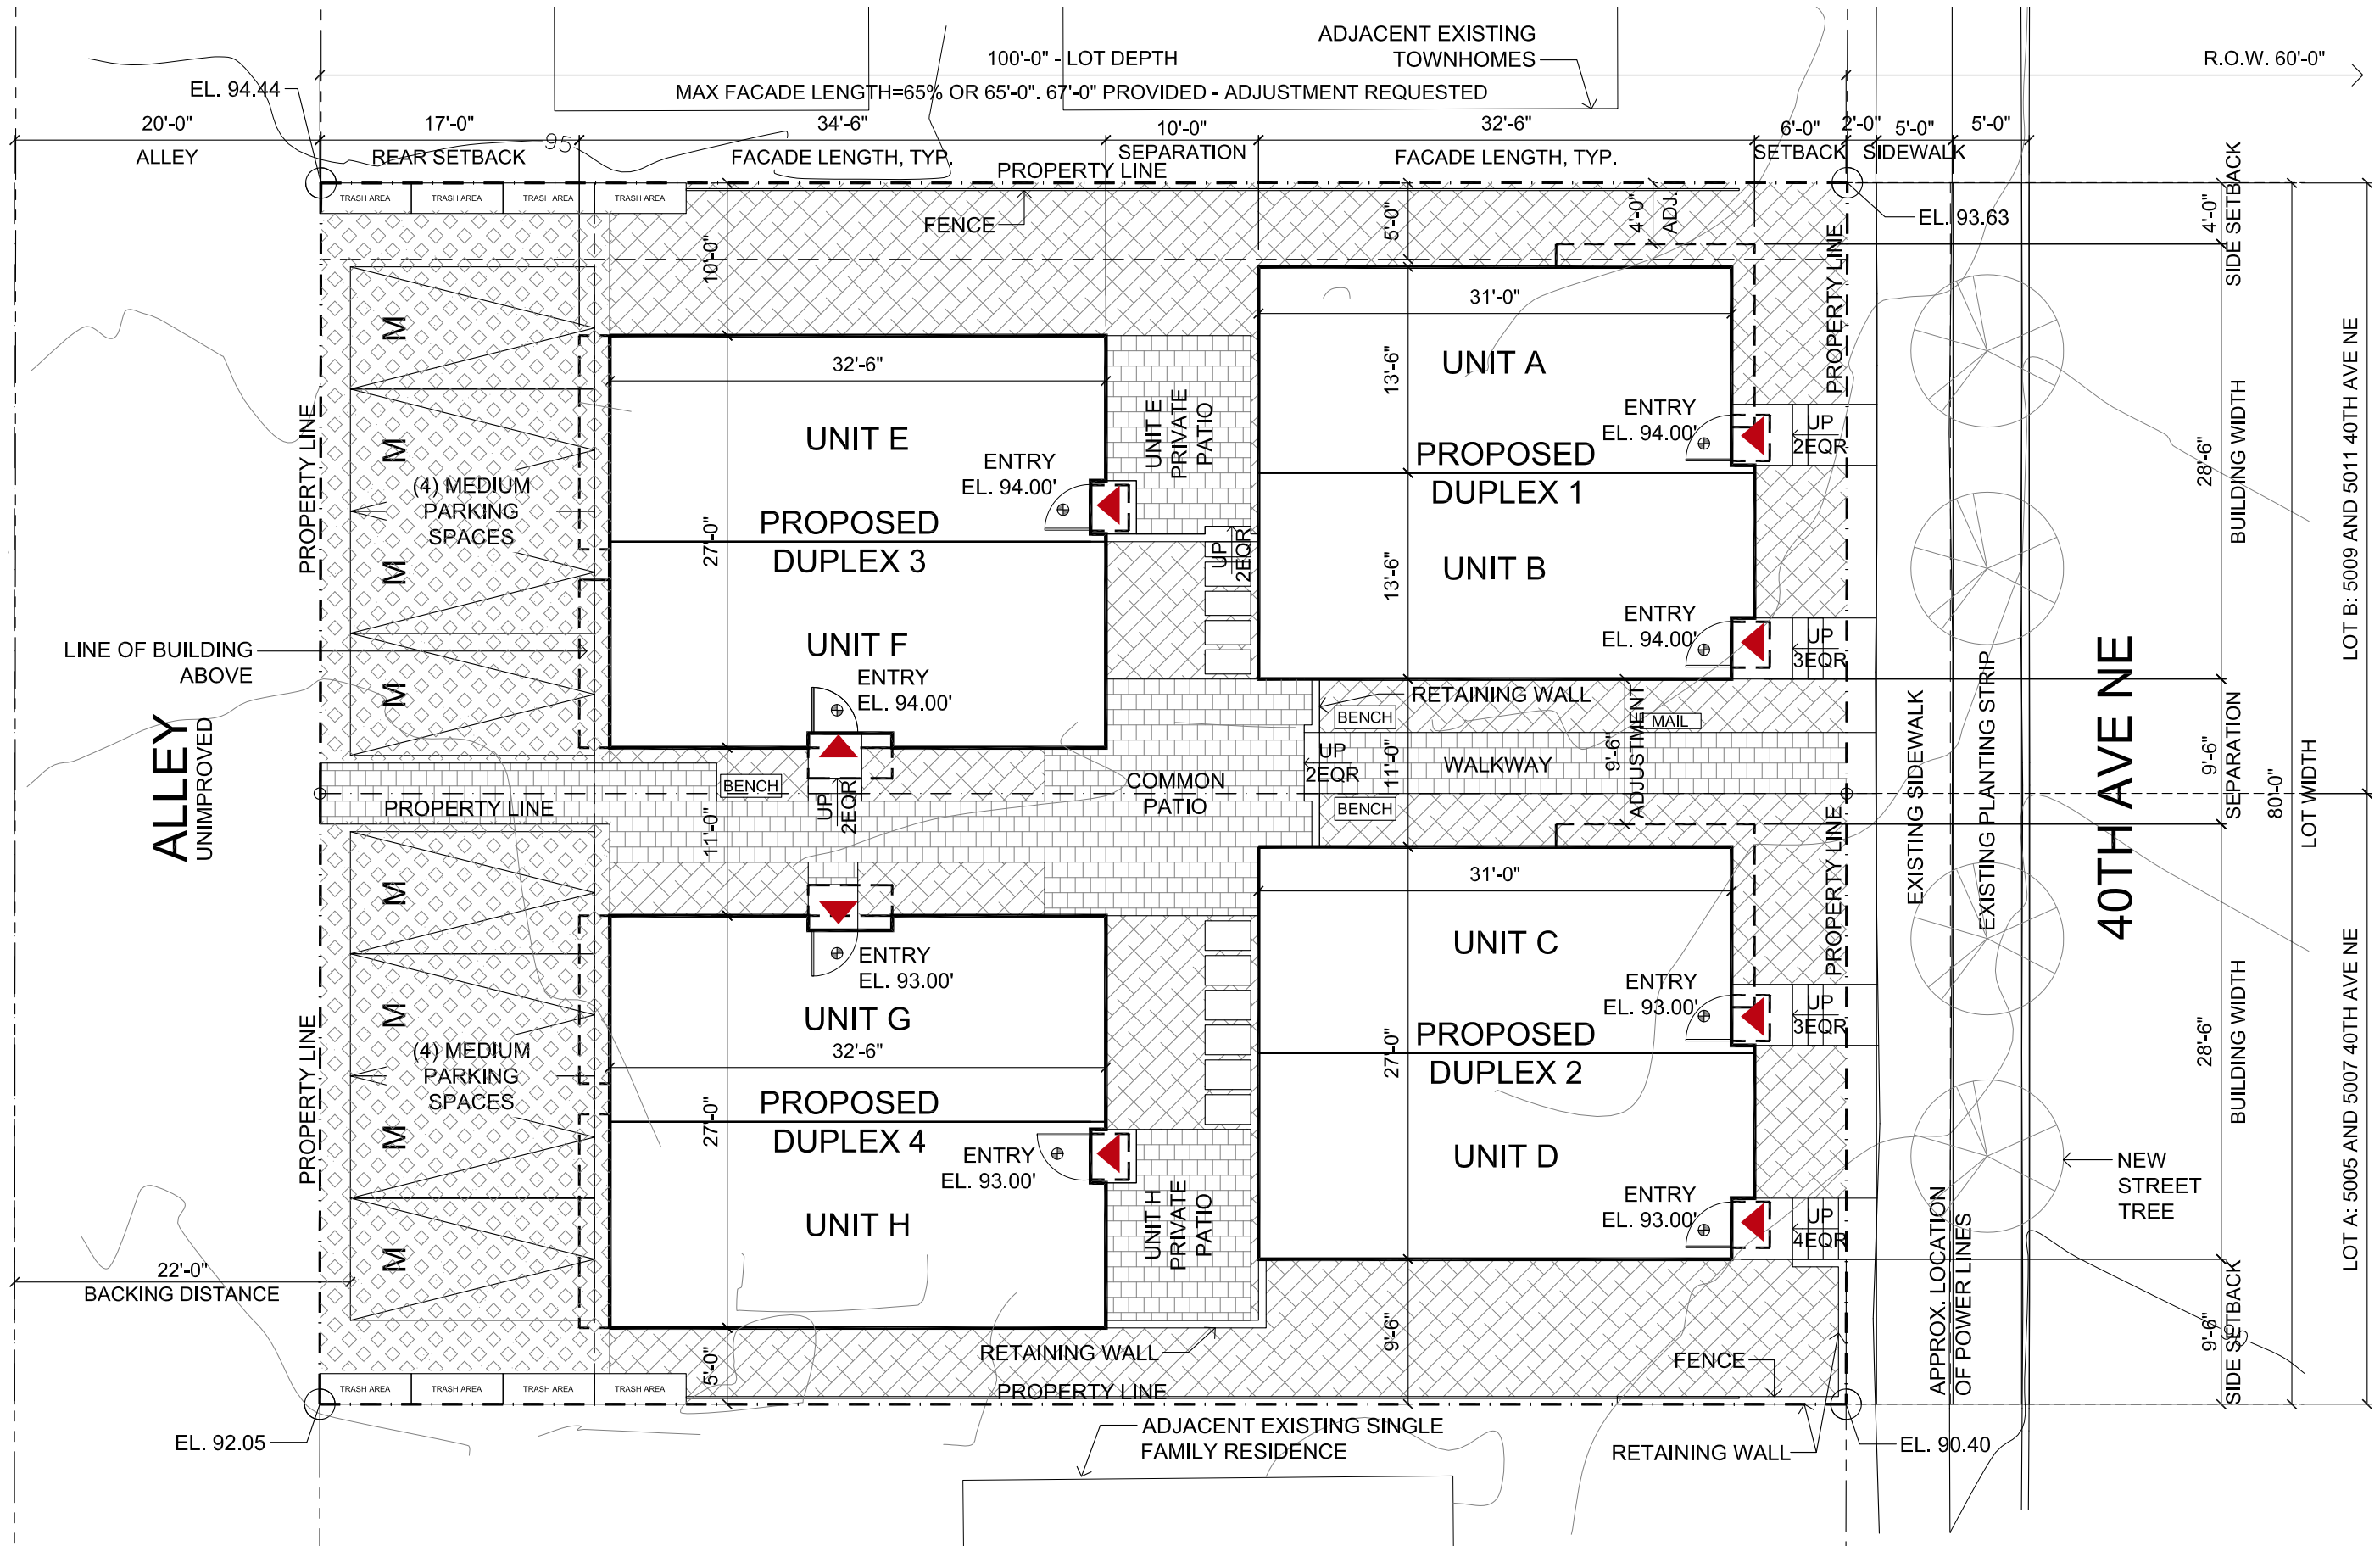 ADJACENT EXISTING
TOWNHOMES
100'-0" - LOT DEPTH
R.O.W. 60'-0"
EL. 94.44
MAX FACADE LENGTH=65% OR 65'-0". 67'-0" PROVIDED - ADJUSTMENT REQUESTED
20'-0"
17'-0"
34'-6"
10'-0"
32'-6"
6'-0"
2'-0"
5'-0"
5'-0"
ALLEY
REAR SETBACK
95
FACADE LENGTH, TYP.
SEPARATION
FACADE LENGTH, TYP.
SETBACK
SIDEWALK
PROPERTY LINE
TRASH AREA
TRASH AREA
TRASH AREA
TRASH AREA
FENCE
10'-0"
5'-0"
4'-0"
ADJ.
EL. 93.63
4'-0"
SIDE SETBACK
PROPERTY LINE
31'-0"
M
32'-6"
13'-6"
UNIT A
UNIT E
PRIVATE
PATIO
ENTRY
EL. 94.00'
UP
2EQR
UNIT E
M
PROPERTY LINE
ENTRY
EL. 94.00'
PROPOSED
DUPLEX 1
28'-6"
BUILDING WIDTH
LOT B: 5009 AND 5011 40TH AVE NE
(4) MEDIUM
PARKING
SPACES
PROPOSED
DUPLEX 3
27'-0"
UP
2EQR
13'-6"
UNIT B
M
ENTRY
EL. 94.00'
UP
3EQR
LINE OF BUILDING
ABOVE
UNIT F
M
ENTRY
EL. 94.00'
RETAINING WALL
BENCH
MAIL
9'-6"
ADJUSTMENT
EXISTING SIDEWALK
EXISTING PLANTING STRIP
40TH AVE NE
9'-6"
SEPARATION
80'-0"
LOT WIDTH
ALLEY
UNIMPROVED
UP
2EQR
11'-0"
WALKWAY
BENCH
COMMON
PATIO
PROPERTY LINE
UP
2EQR
BENCH
11'-0"
PROPERTY LINE
31'-0"
M
ENTRY
EL. 93.00'
UNIT C
ENTRY
EL. 93.00'
UP
3EQR
UNIT G
32'-6"
M
PROPERTY LINE
(4) MEDIUM
PARKING
SPACES
PROPOSED
DUPLEX 2
27'-0"
28'-6"
BUILDING WIDTH
LOT A: 5005 AND 5007 40TH AVE NE
PROPOSED
DUPLEX 4
27'-0"
M
ENTRY
EL. 93.00'
UNIT D
NEW
STREET
TREE
UNIT H
UNIT H
PRIVATE
PATIO
ENTRY
EL. 93.00'
UP
4EQR
M
22'-0"
BACKING DISTANCE
APPROX. LOCATION
OF POWER LINES
9'-6"
SIDE SETBACK
RETAINING WALL
5'-0"
9'-6"
FENCE
TRASH AREA
TRASH AREA
TRASH AREA
TRASH AREA
PROPERTY LINE
EL. 92.05
ADJACENT EXISTING SINGLE
FAMILY RESIDENCE
RETAINING WALL
EL. 90.40